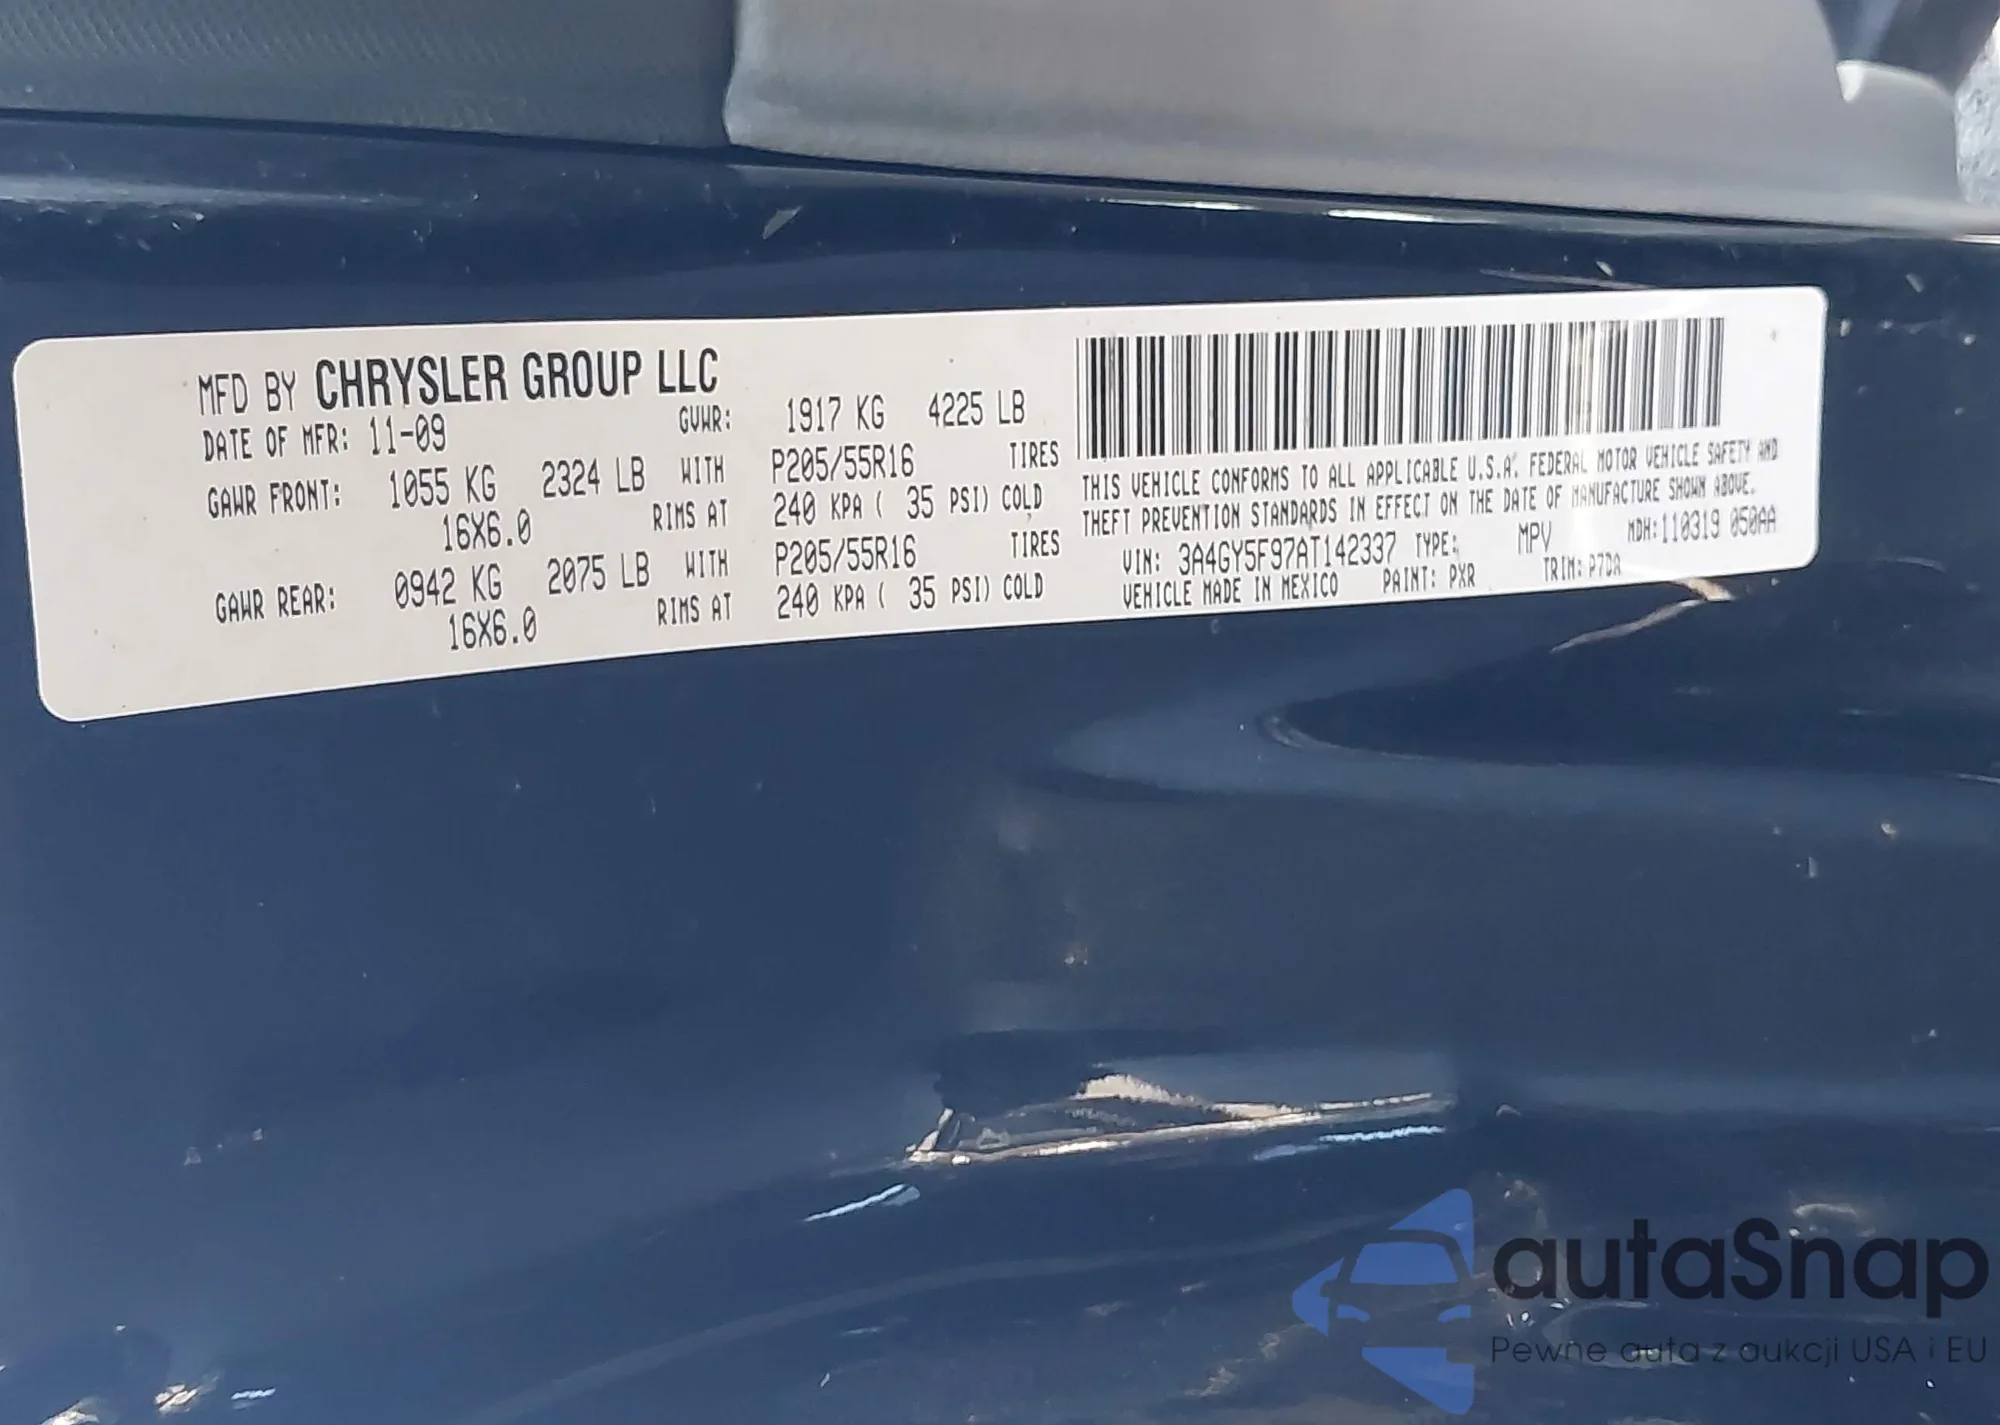 MFD BY CHRYSLER GROUP LLC
DATE OF MFR: 11-09 GVWR: 1917 KG 4225 LB
GAWR FRONT: 1055 KG 2324 LB WITH P205/55R16 TIRES
16X6.0 RIMS AT 240 KPA ( 35 PSI) COLD
GAWR REAR: 0942 KG 2075 LB WITH P205/55R16 TIRES
16X6.0 RIMS AT 240 KPA ( 35 PSI) COLD
THIS VEHICLE CONFORMS TO ALL APPLICABLE U.S.A. FEDERAL MOTOR VEHICLE SAFETY AND
THEFT PREVENTION STANDARDS IN EFFECT ON THE DATE OF MANUFACTURE SHOWN ABOVE.
VIN: 3A4GY5F97AT142337 TYPE: MPV MDH:110319 050AA
VEHICLE MADE IN MEXICO PAINT: PXR TRIM: P7DA
autaSnap
Pewne auta z aukcji USA i EU